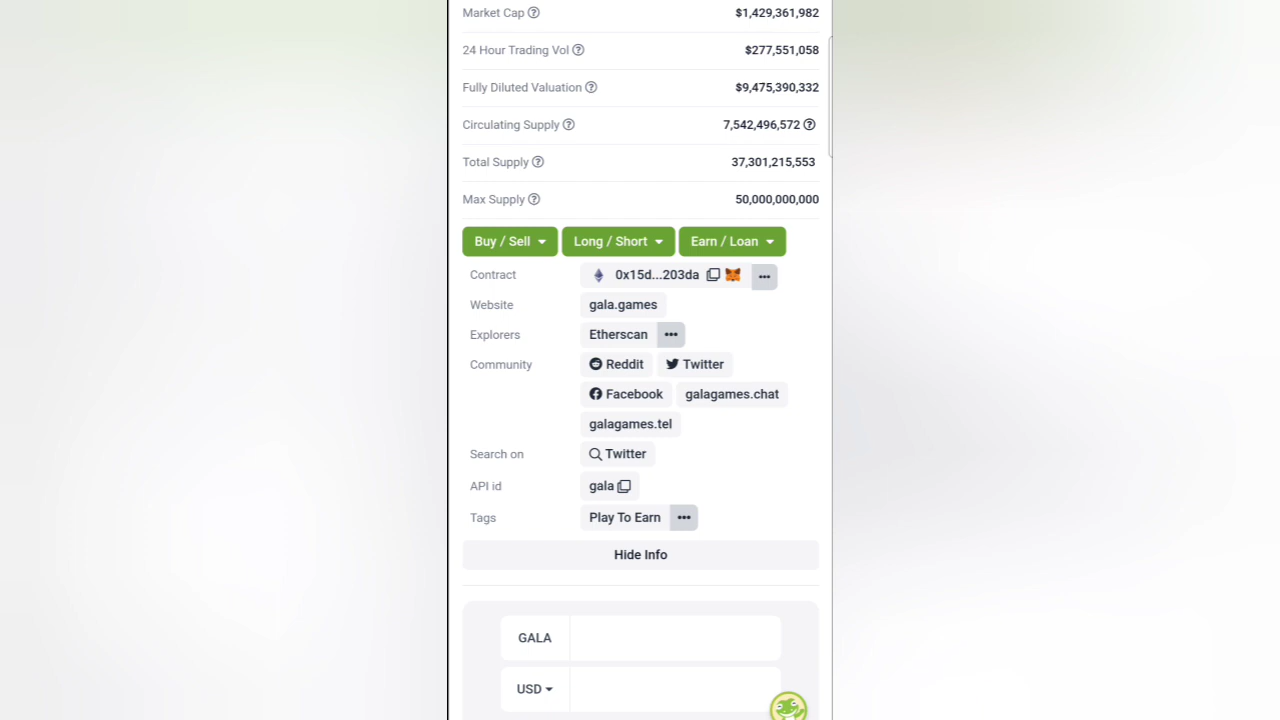 Market Cap $1,429,361,982
24 Hour Trading Vol $277,551,058
Fully Diluted Valuation $9,475,390,332
Circulating Supply 7,542,496,572
Total Supply 37,301,215,553
Max Supply 50,000,000,000
Buy / Sell Long / Short Earn / Loan
Contract 0x15d...203da
Website gala.games
Explorers Etherscan
Community Reddit Twitter
Facebook galagames.chat
galagames.tel
Search on Twitter
API id gala
Tags Play To Earn
Hide Info
GALA
USD